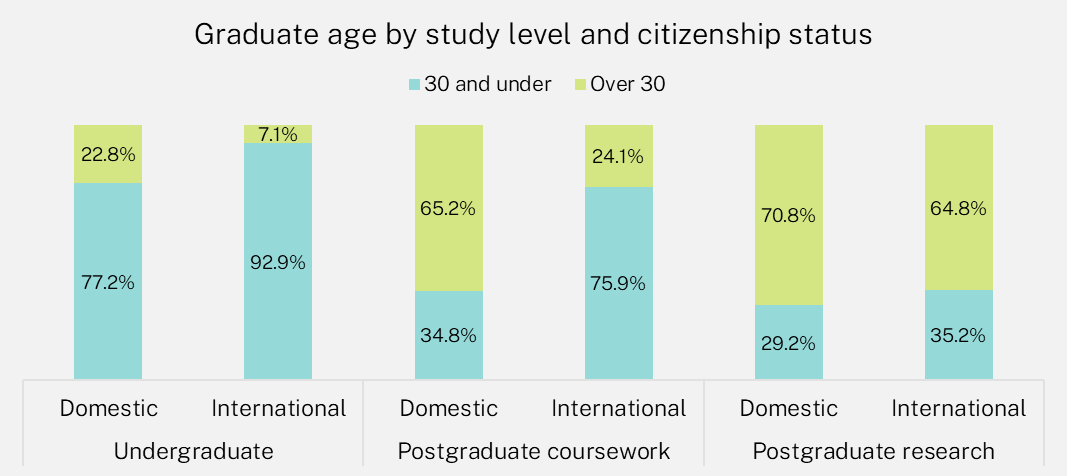 Graduate age by study level and citizenship status
30 and under Over 30
22.8% 7.1% 65.2% 24.1% 70.8% 64.8%
77.2% 92.9% 34.8% 75.9% 29.2% 35.2%
Domestic International Domestic International Domestic International
Undergraduate Postgraduate coursework Postgraduate research